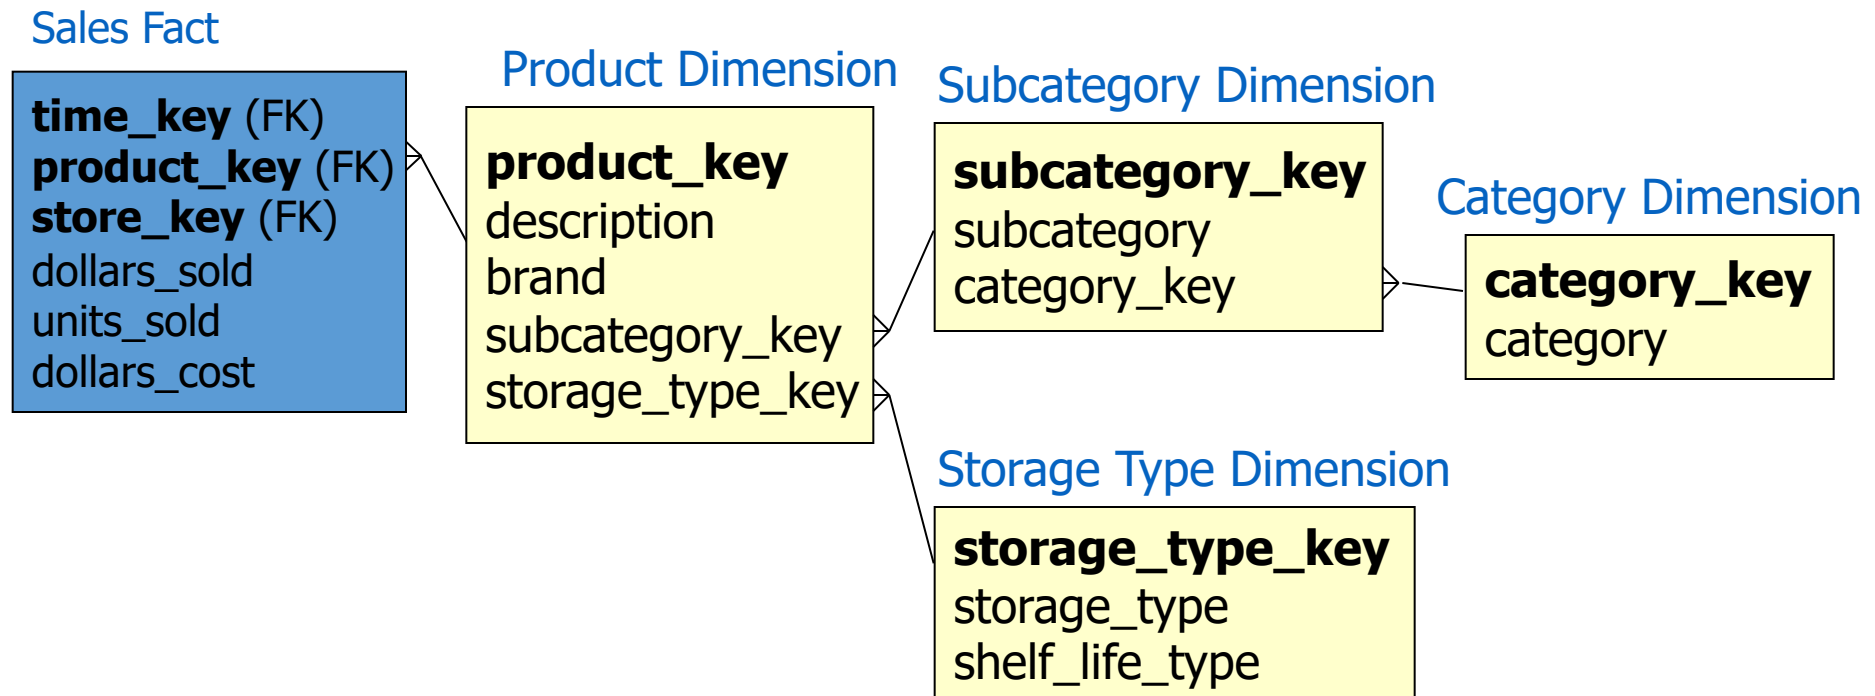 Sales Fact
time_key (FK)
product_key (FK)
store_key (FK)
dollars_sold
units_sold
dollars_cost
Product Dimension
product_key
description
brand
subcategory_key
storage_type_key
Subcategory Dimension
subcategory_key
subcategory
category_key
Category Dimension
category_key
category
Storage Type Dimension
storage_type_key
storage_type
shelf_life_type